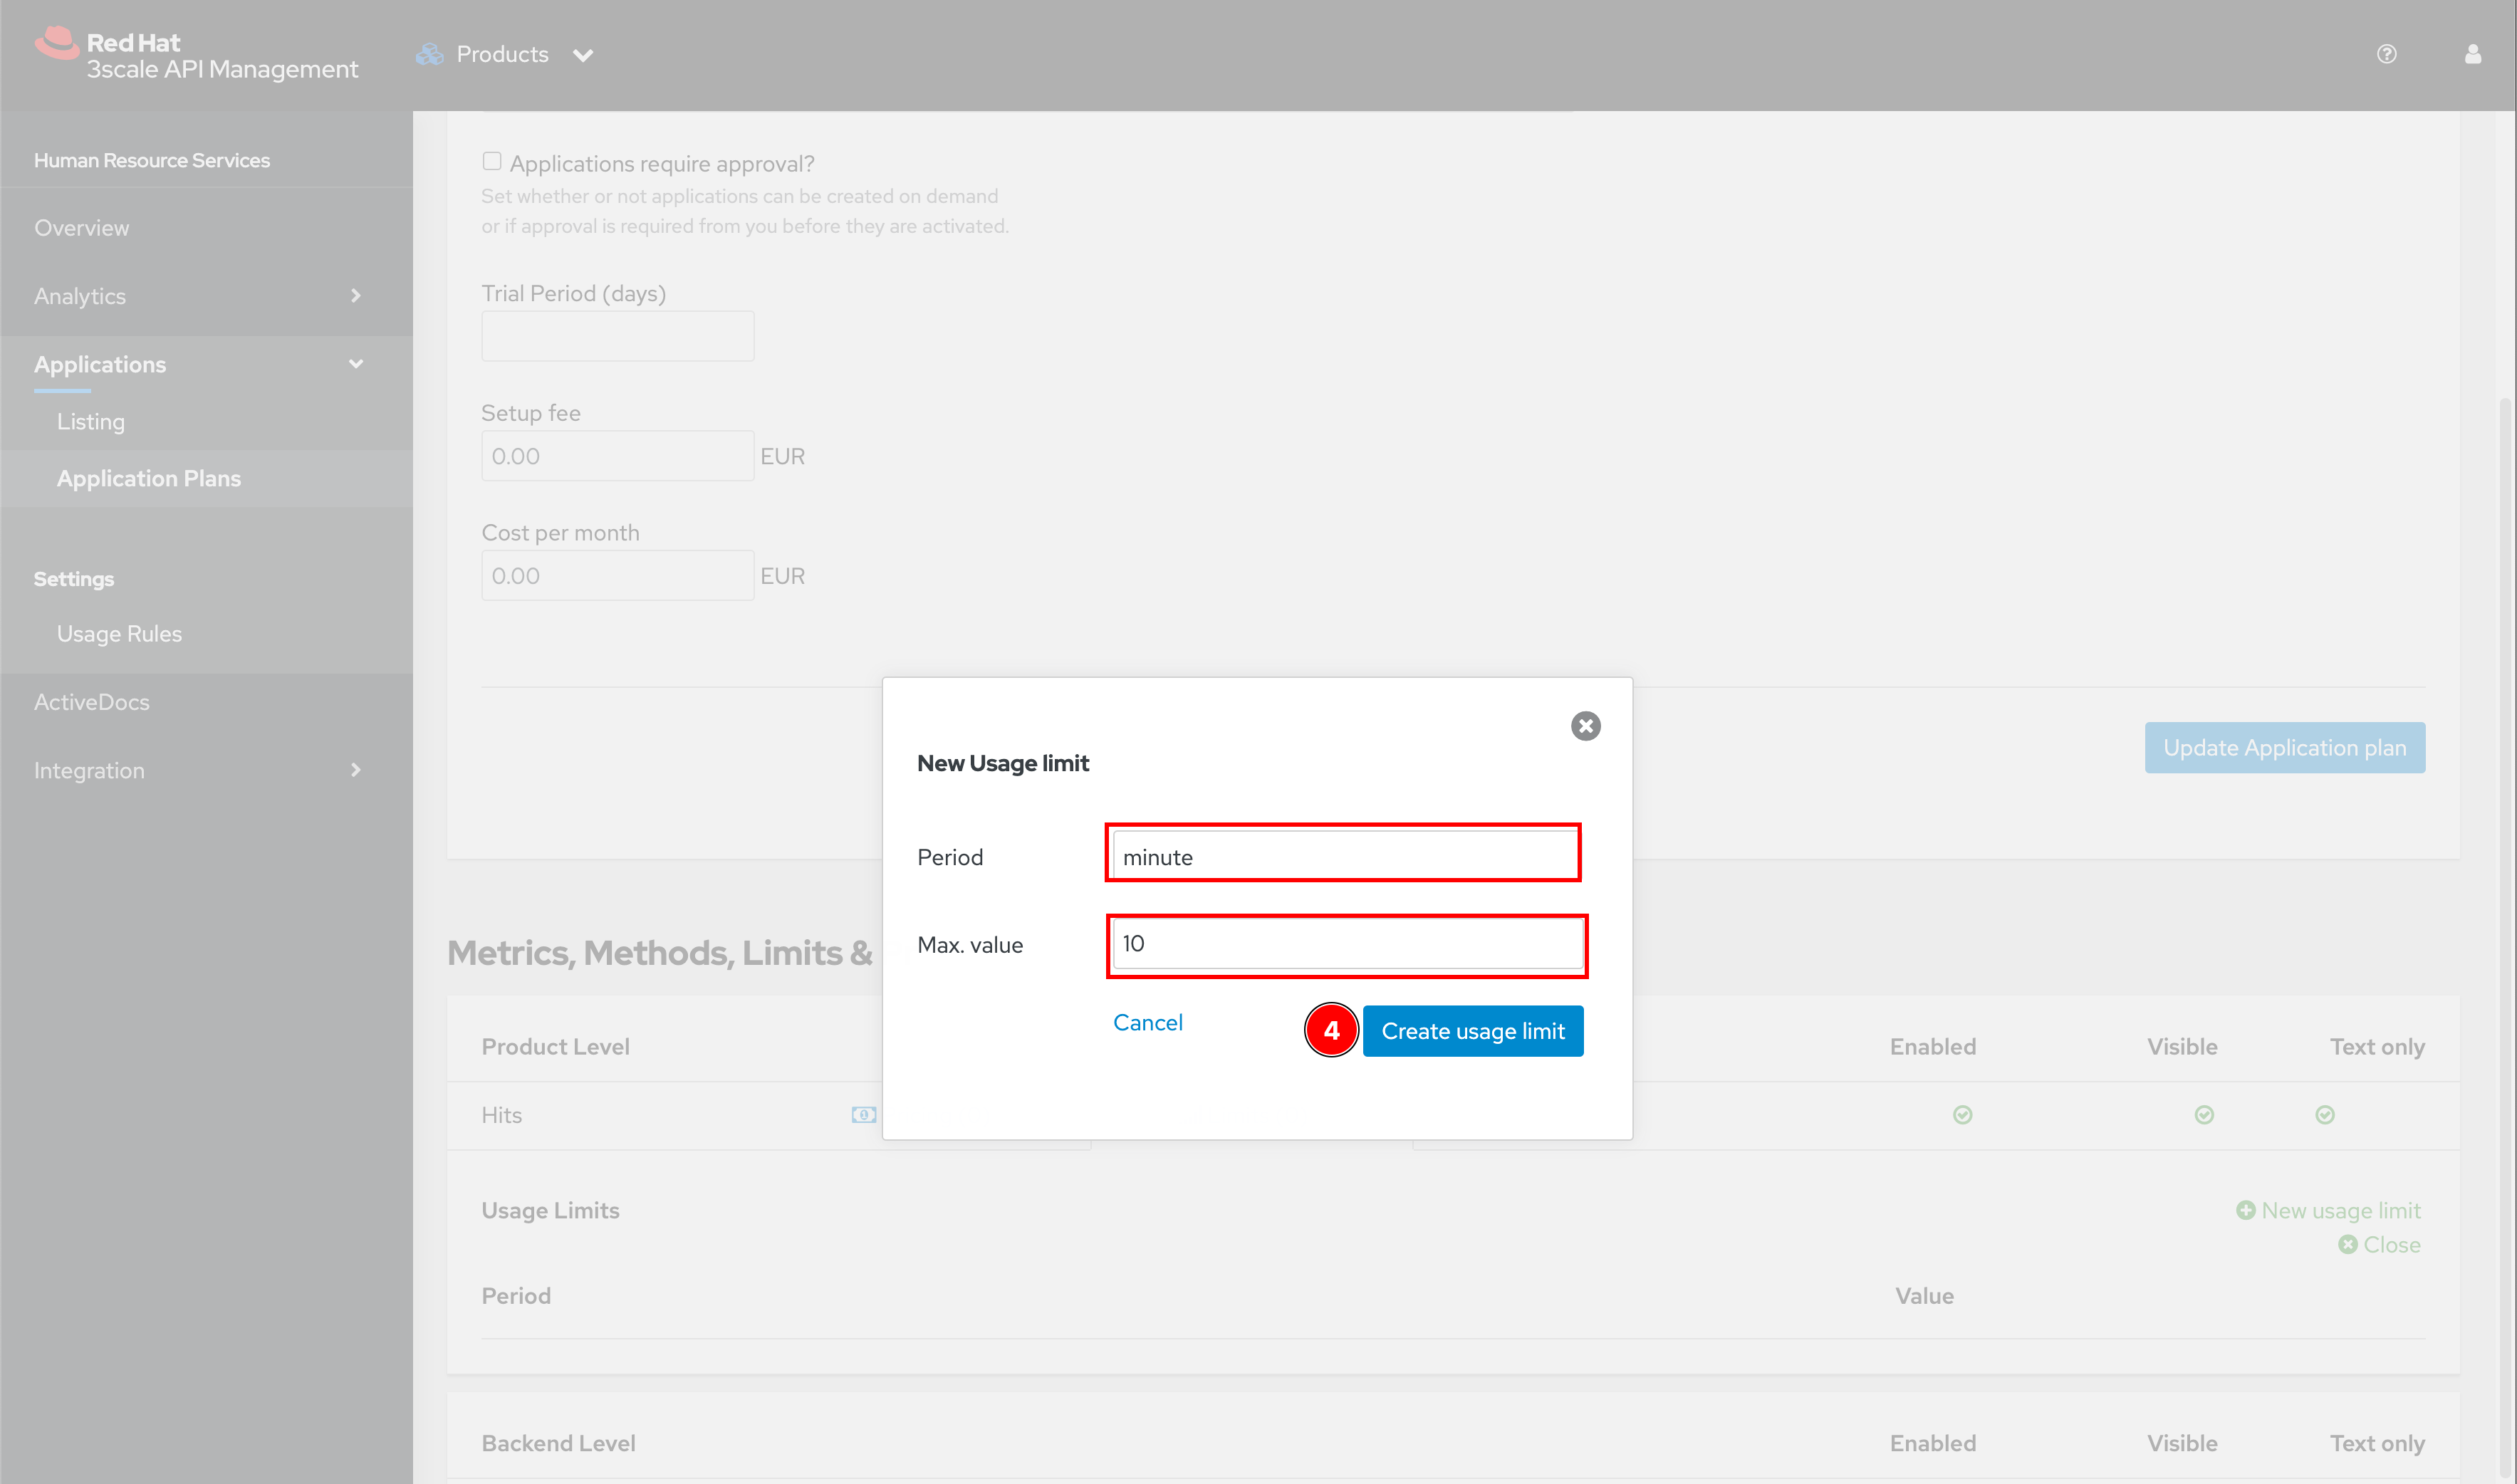 Red Hat
3scale API Management
Products
Human Resource Services
Overview
Analytics
Applications
Listing
Application Plans
Settings
Usage Rules
ActiveDocs
Integration
Applications require approval?
Set whether or not applications can be created on demand
or if approval is required from you before they are activated.
Trial Period (days)
Setup fee
0.00 EUR
Cost per month
0.00 EUR
Update Application plan
New Usage limit
Period minute
Max. value 10
Cancel 4 Create usage limit
Metrics, Methods, Limits &
Product Level Enabled Visible Text only
Hits
Usage Limits New usage limit
Close
Period Value
Backend Level Enabled Visible Text only